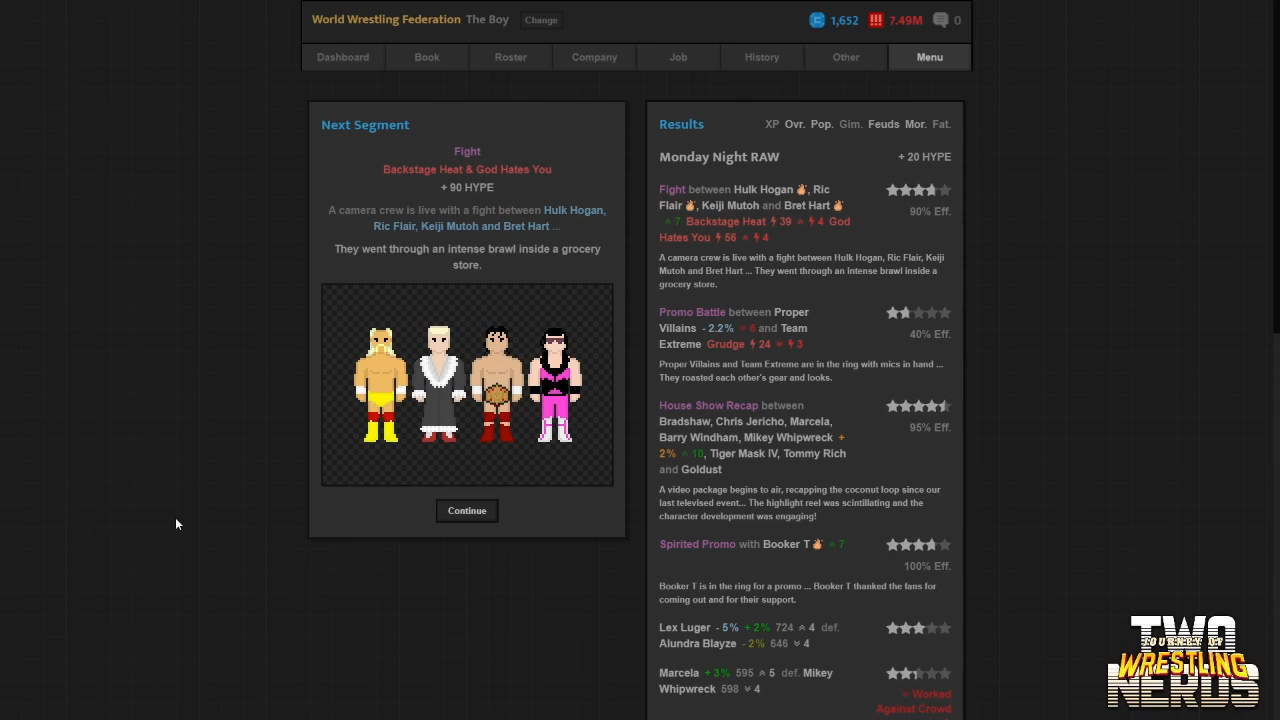 World Wrestling Federation The Boy Change
1,652 7.49M 0
Dashboard Book Roster Company Job History Other Menu
Next Segment
Fight
Backstage Heat & God Hates You
+ 90 HYPE
A camera crew is live with a fight between Hulk Hogan,
Ric Flair, Keiji Mutoh and Bret Hart ...
They went through an intense brawl inside a grocery
store.
Continue
Results XP Ovr. Pop. Gim. Feuds Mor. Fat.
Monday Night RAW + 20 HYPE
Fight between Hulk Hogan, Ric
Flair, Keiji Mutoh and Bret Hart
90% Eff.
7 Backstage Heat 39 4 God
Hates You 56 4
A camera crew is live with a fight between Hulk Hogan, Ric Flair, Keiji
Mutoh and Bret Hart ... They went through an intense brawl inside a
grocery store.
Promo Battle between Proper
Villains - 2.2% 6 and Team
40% Eff.
Extreme Grudge 24 3
Proper Villains and Team Extreme are in the ring with mics in hand ...
They roasted each other's gear and looks.
House Show Recap between
Bradshaw, Chris Jericho, Marcela,
95% Eff.
Barry Windham, Mikey Whipwreck +
2% 10, Tiger Mask IV, Tommy Rich
and Goldust
A video package begins to air, recapping the coconut loop since our
last televised event... The highlight reel was scintillating and the
character development was engaging!
Spirited Promo with Booker T 7
100% Eff.
Booker T is in the ring for a promo ... Booker T thanked the fans for
coming out and for their support.
Lex Luger - 5% + 2% 724 4 def.
Alundra Blayze - 2% 646 4
Marcela + 3% 595 5 def. Mikey
Whipwreck 598 4
= Worked
Against Crowd
TWO
JOURNEY OF
WRESTLING
NERDS